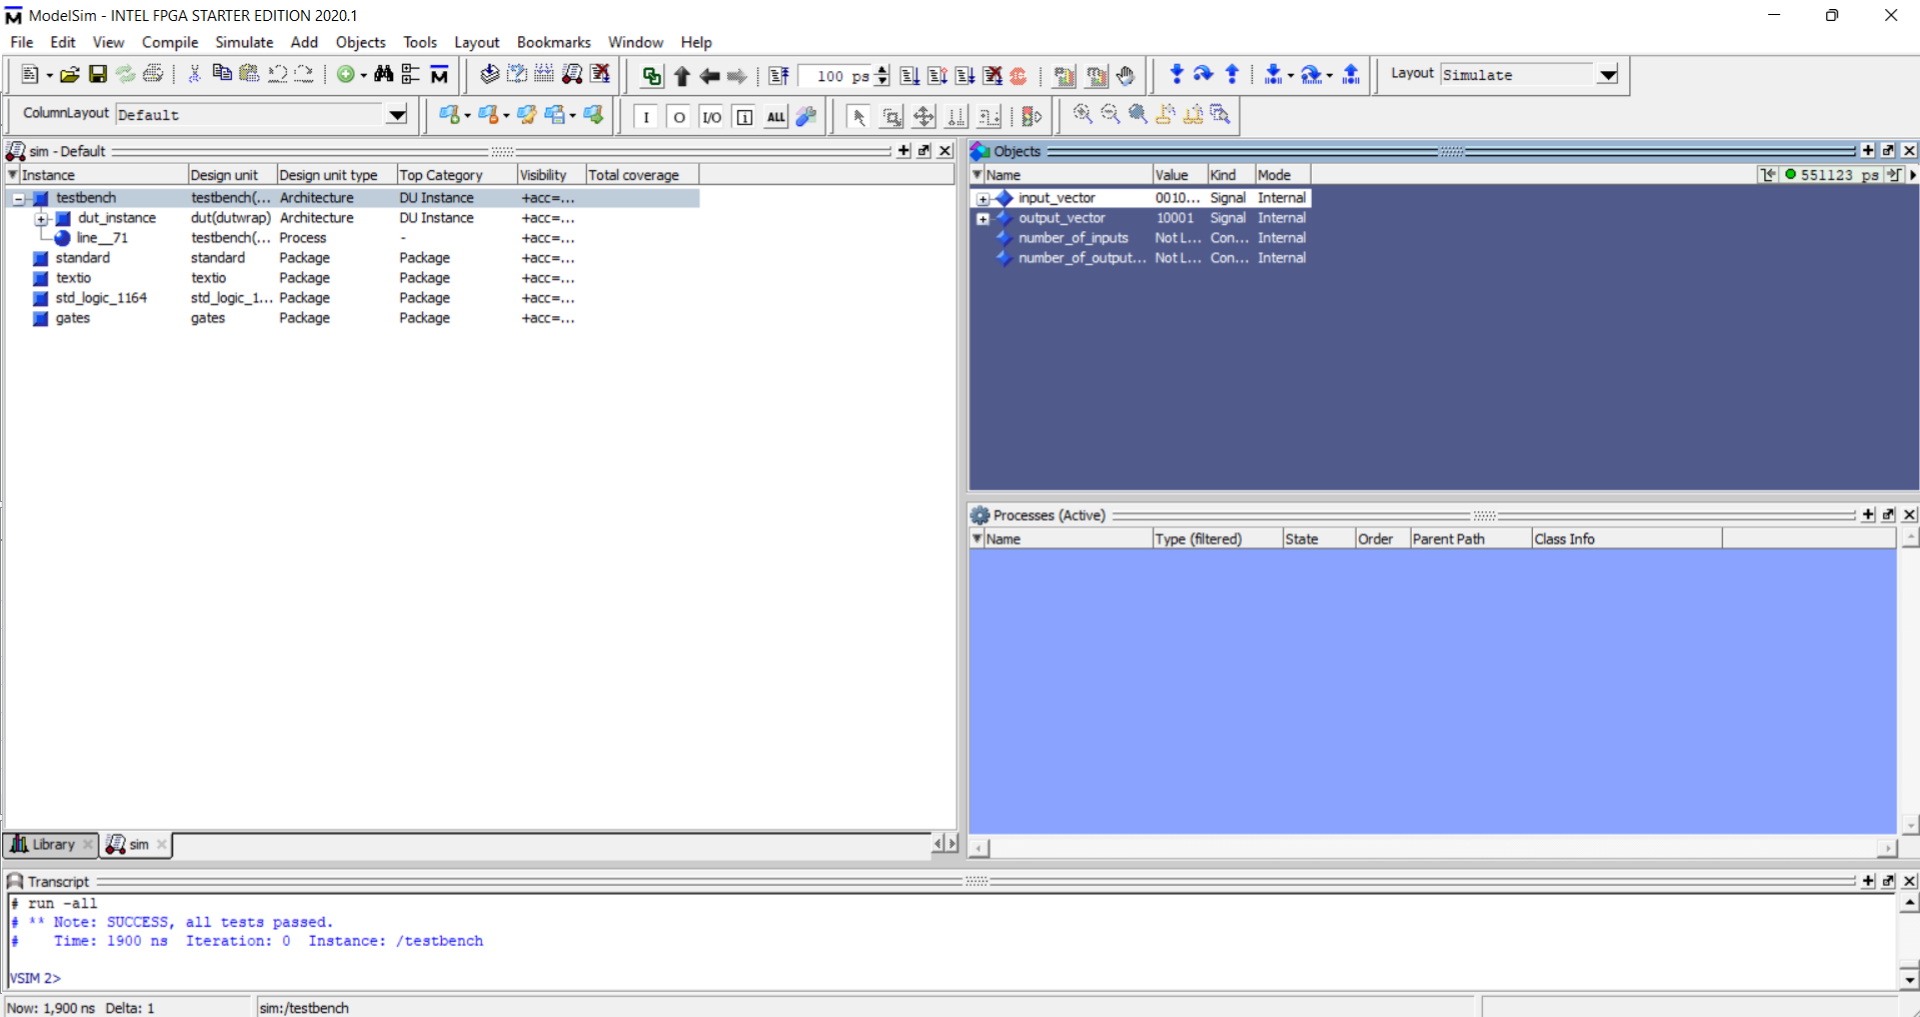 ModelSim - INTEL FPGA STARTER EDITION 2020.1
File Edit View Compile Simulate Add Objects Tools Layout Bookmarks Window Help
100 ps
Layout Simulate
ColumnLayout Default
I O I/O ALL
sim - Default
Instance Design unit Design unit type Top Category Visibility Total coverage
testbench testbench(... Architecture DU Instance +acc=...
dut_instance dut(dutwrap) Architecture DU Instance +acc=...
line__71 testbench(... Process - +acc=...
standard standard Package Package +acc=...
textio textio Package Package +acc=...
std_logic_1164 std_logic_1... Package Package +acc=...
gates gates Package Package +acc=...
Objects
Name Value Kind Mode 551123 ps
input_vector 0010... Signal Internal
output_vector 10001 Signal Internal
number_of_inputs Not L... Con... Internal
number_of_output... Not L... Con... Internal
Processes (Active)
Name Type (filtered) State Order Parent Path Class Info
Library sim
Transcript
# run -all
# ** Note: SUCCESS, all tests passed.
# Time: 1900 ns Iteration: 0 Instance: /testbench
VSIM 2>
Now: 1,900 ns Delta: 1 sim:/testbench